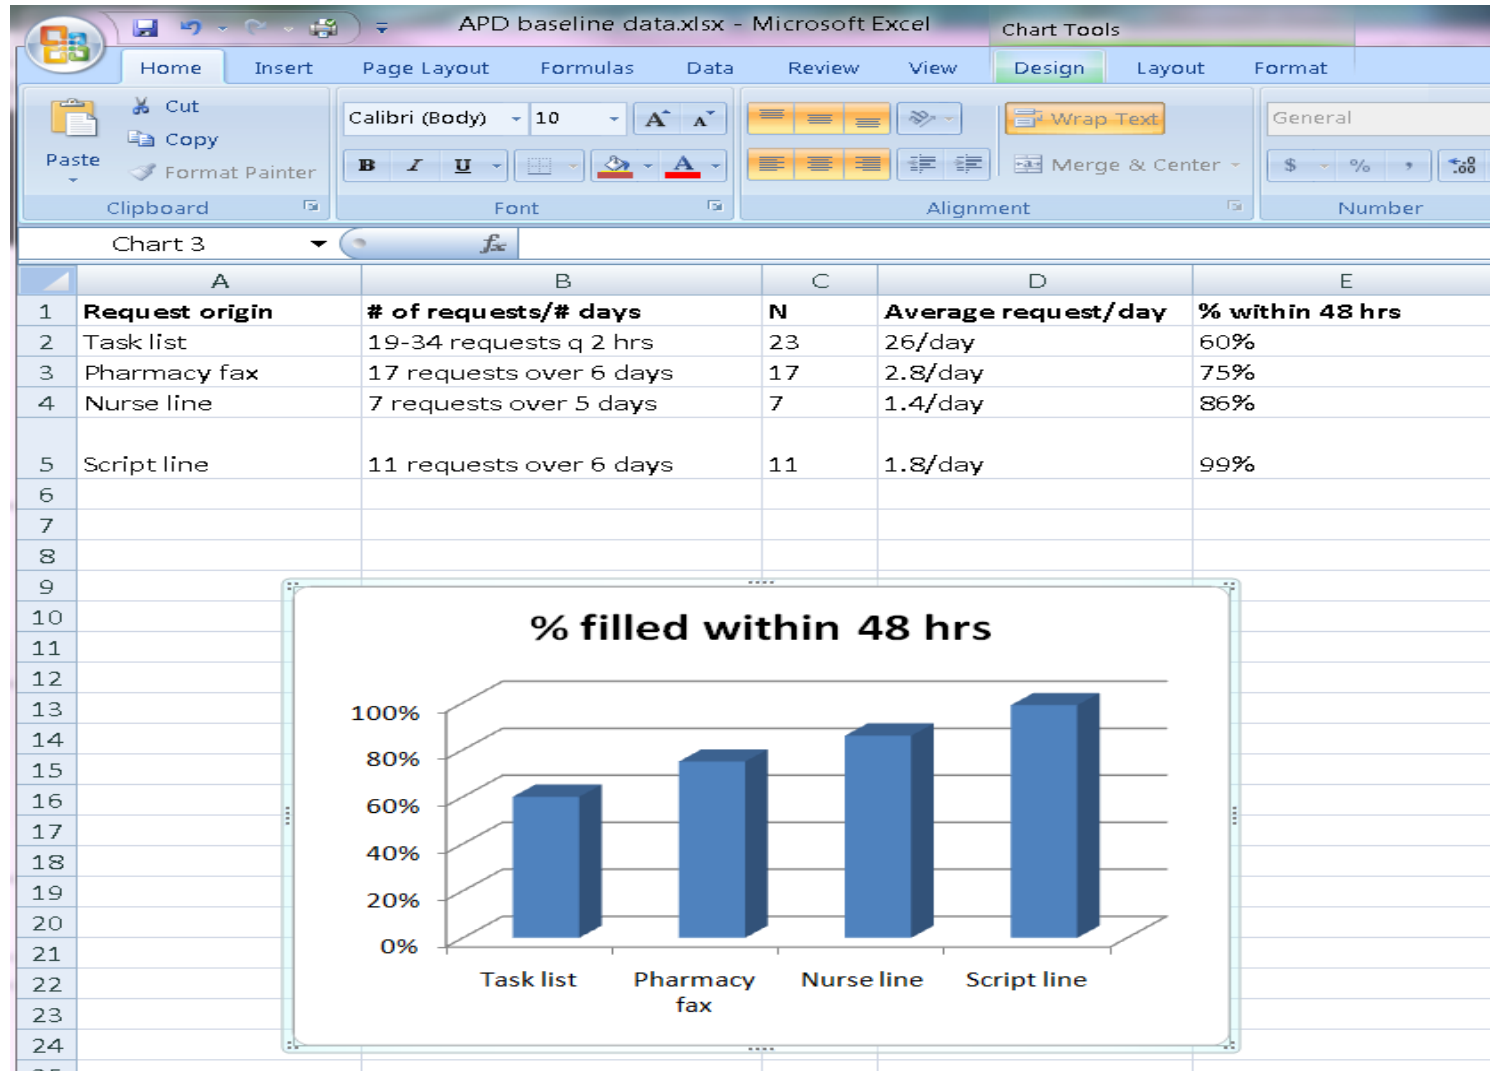 APD baseline data.xlsx - Microsoft Excel
Chart Tools
Home Insert Page Layout Formulas Data Review View Design Layout Format
Paste
Cut
Copy
Format Painter
Clipboard
Calibri (Body) 10 A A
B I U A
Font
Wrap Text
Merge & Center
Alignment
General
$ % , .00
Number
Chart 3 fx
A B C D E
1 Request origin # of requests/# days N Average request/day % within 48 hrs
2 Task list 19-34 requests q 2 hrs 23 26/day 60%
3 Pharmacy fax 17 requests over 6 days 17 2.8/day 75%
4 Nurse line 7 requests over 5 days 7 1.4/day 86%
5 Script line 11 requests over 6 days 11 1.8/day 99%
6
7
8
9
10
11
12
13
14
15
16
17
18
19
20
21
22
23
24
% filled within 48 hrs
100%
80%
60%
40%
20%
0%
Task list Pharmacy fax Nurse line Script line